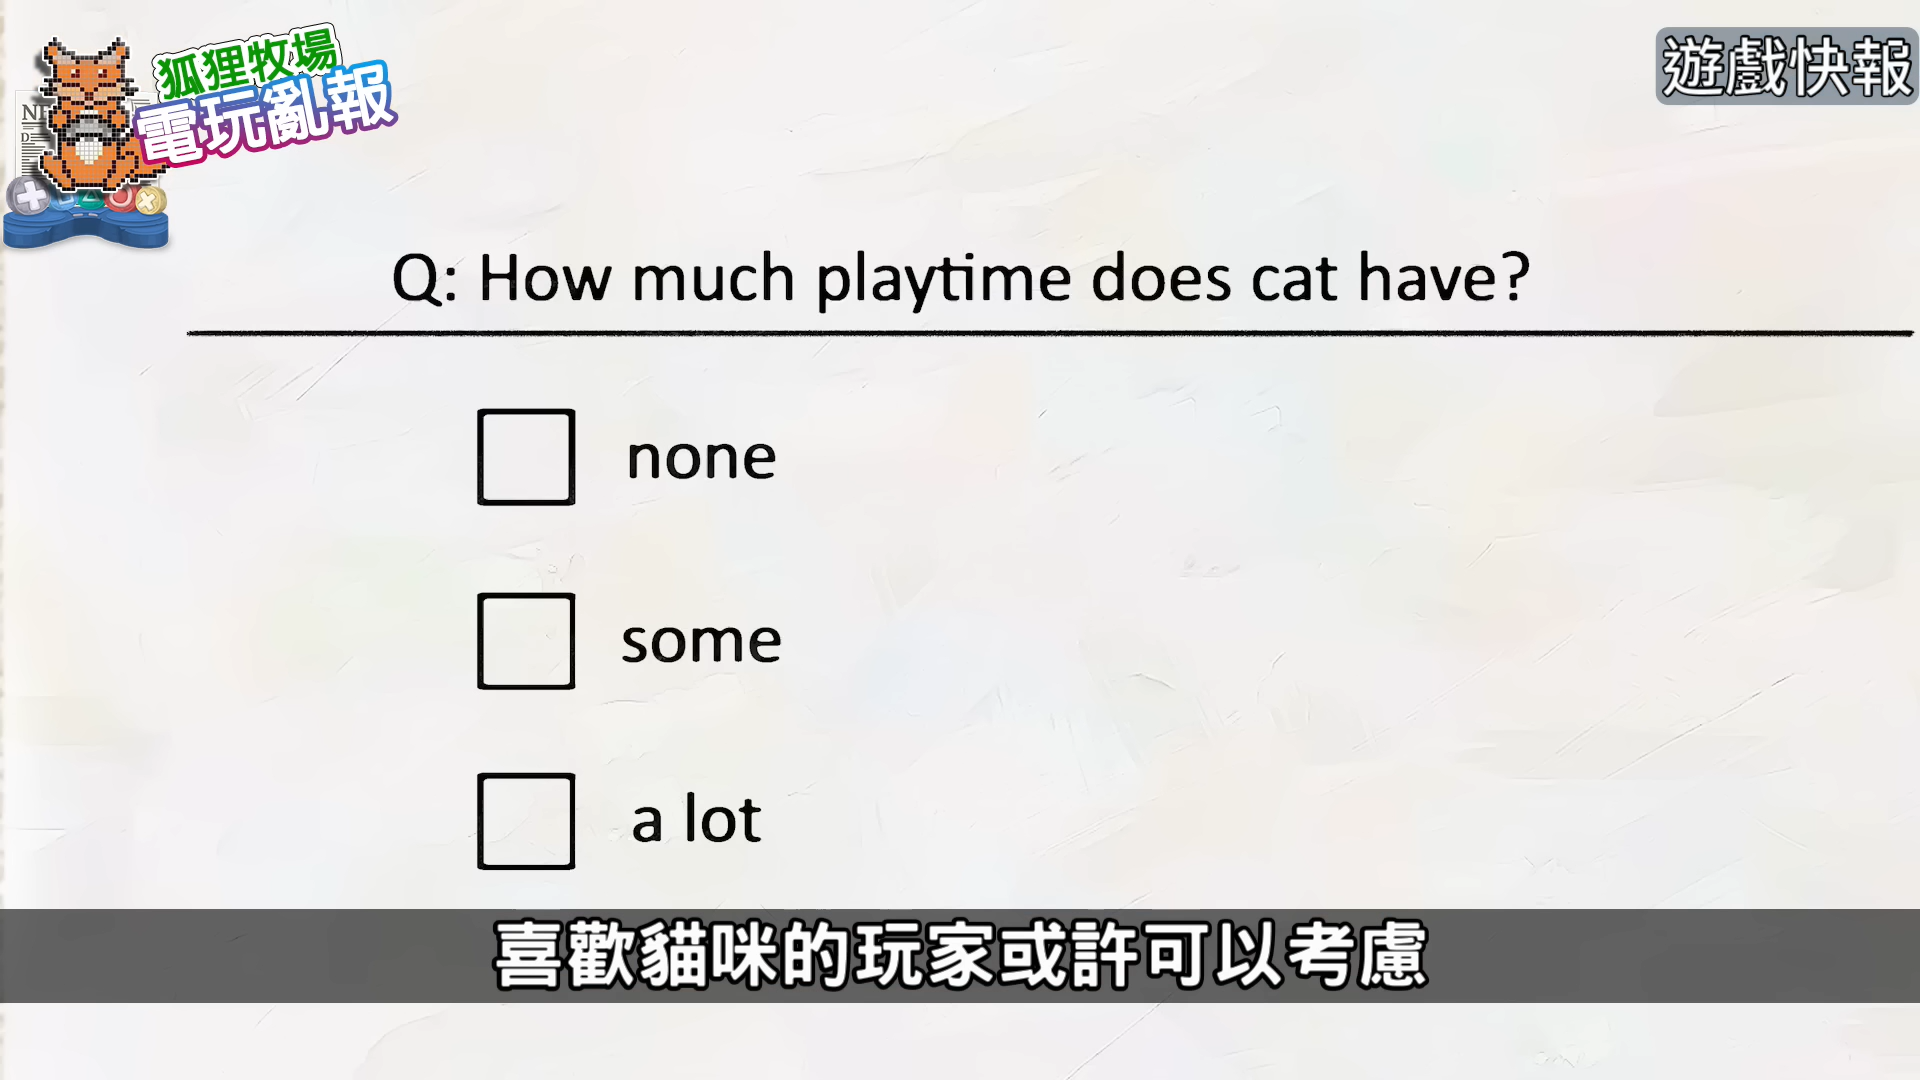 狐狸牧場
電玩亂報
遊戲快報
Q: How much playtime does cat have?
none
some
a lot
喜歡貓咪的玩家或許可以考慮